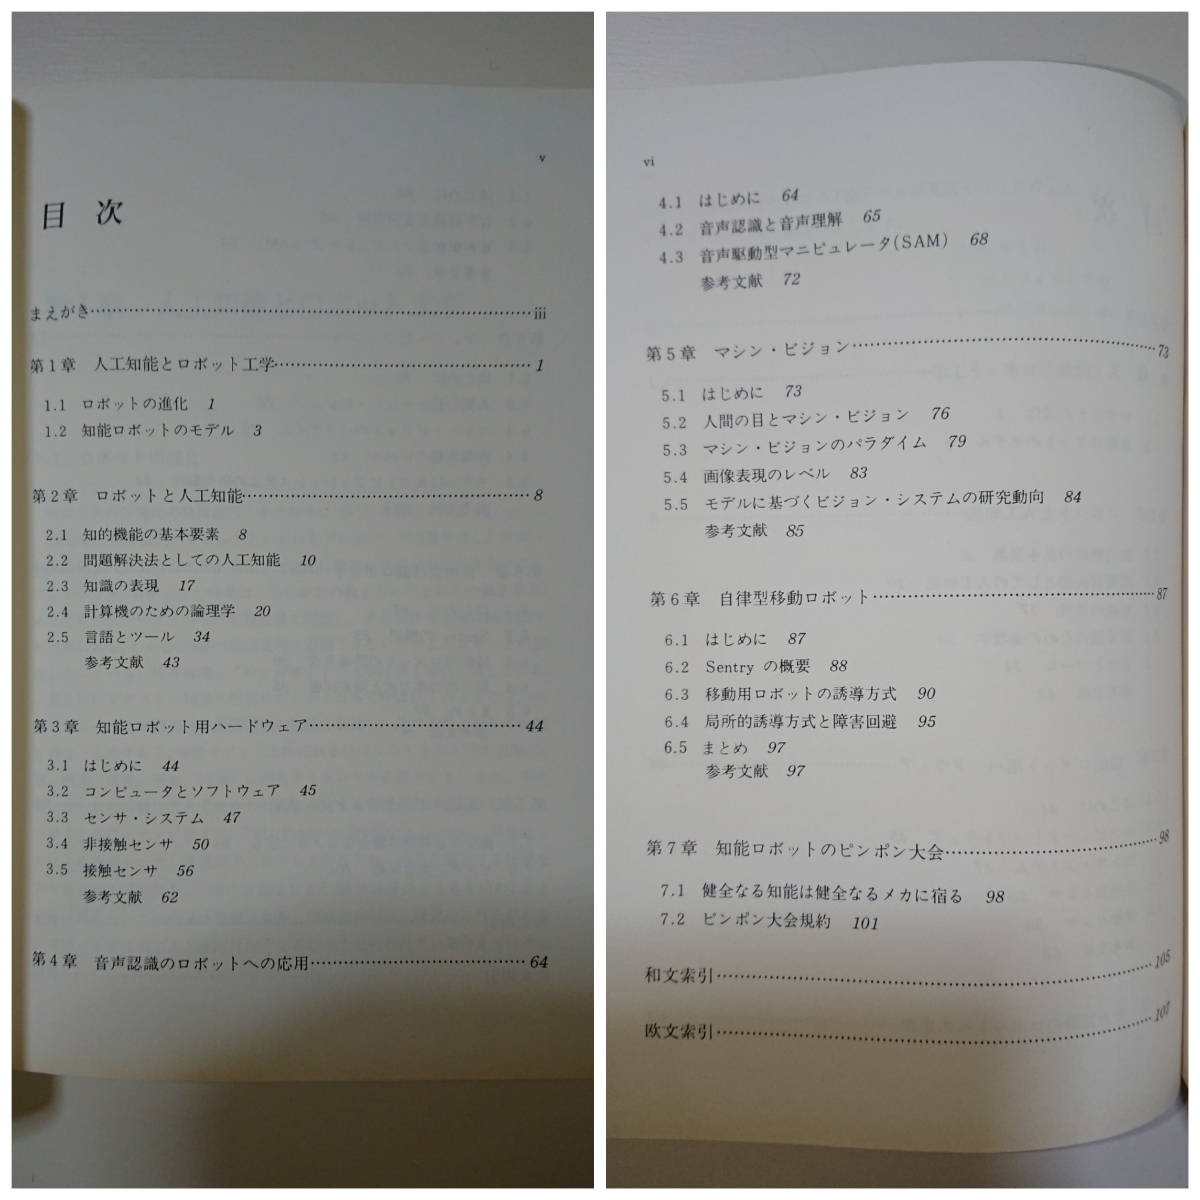 v
目 次
まえがき……iii
第1章 人工知能とロボット工学……1
1.1 ロボットの進化 1
1.2 知能ロボットのモデル 3
第2章 ロボットと人工知能……8
2.1 知的機能の基本要素 8
2.2 問題解決法としての人工知能 10
2.3 知識の表現 17
2.4 計算機のための論理学 20
2.5 言語とツール 34
参考文献 43
第3章 知能ロボット用ハードウェア……44
3.1 はじめに 44
3.2 コンピュータとソフトウェア 45
3.3 センサ・システム 47
3.4 非接触センサ 50
3.5 接触センサ 56
参考文献 62
第4章 音声認識のロボットへの応用……64
vi
4.1 はじめに 64
4.2 音声認識と音声理解 65
4.3 音声駆動型マニピュレータ(SAM) 68
参考文献 72
第5章 マシン・ビジョン……73
5.1 はじめに 73
5.2 人間の目とマシン・ビジョン 76
5.3 マシン・ビジョンのパラダイム 79
5.4 画像表現のレベル 83
5.5 モデルに基づくビジョン・システムの研究動向 84
参考文献 85
第6章 自律型移動ロボット……87
6.1 はじめに 87
6.2 Sentry の概要 88
6.3 移動用ロボットの誘導方式 90
6.4 局所的誘導方式と障害回避 95
6.5 まとめ 97
参考文献 97
第7章 知能ロボットのピンポン大会……98
7.1 健全なる知能は健全なるメカに宿る 98
7.2 ピンポン大会規約 101
和文索引……105
欧文索引……107